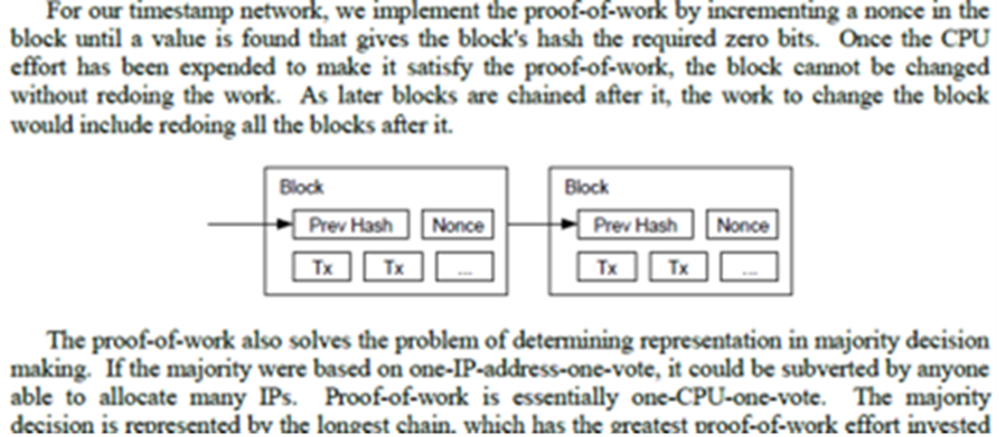 For our timestamp network, we implement the proof-of-work by incrementing a nonce in the
block until a value is found that gives the block's hash the required zero bits. Once the CPU
effort has been expended to make it satisfy the proof-of-work, the block cannot be changed
without redoing the work. As later blocks are chained after it, the work to change the block
would include redoing all the blocks after it.
Block Block
Prev Hash Nonce Prev Hash Nonce
Tx Tx ... Tx Tx ...
The proof-of-work also solves the problem of determining representation in majority decision
making. If the majority were based on one-IP-address-one-vote, it could be subverted by anyone
able to allocate many IPs. Proof-of-work is essentially one-CPU-one-vote. The majority
decision is represented by the longest chain, which has the greatest proof-of-work effort invested